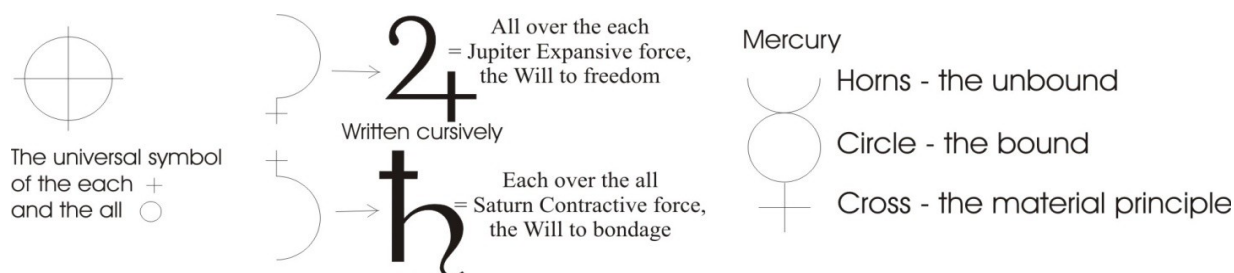 The universal symbol
of the each +
and the all ○
All over the each
= Jupiter Expansive force,
the Will to freedom
Written cursively
Each over the all
= Saturn Contractive force,
the Will to bondage
Mercury
Horns - the unbound
Circle - the bound
Cross - the material principle